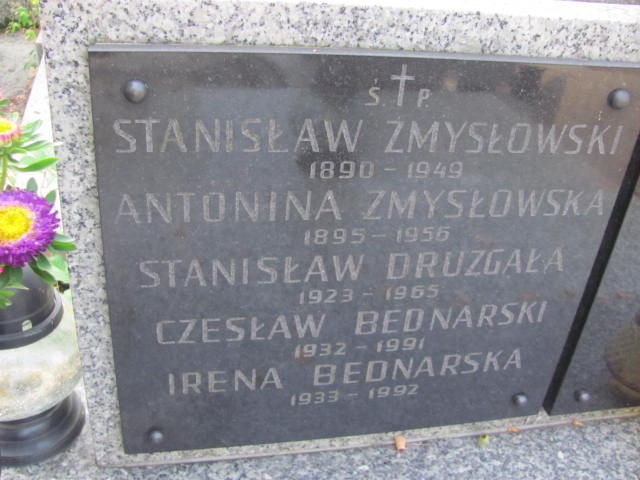 Ś. † P.
STANISŁAW ZMYSŁOWSKI
1890 - 1949
ANTONINA ZMYSŁOWSKA
1895 - 1956
STANISŁAW DRUZGAŁA
1923 - 1965
CZESŁAW BEDNARSKI
1932 - 1991
IRENA BEDNARSKA
1933 - 1992